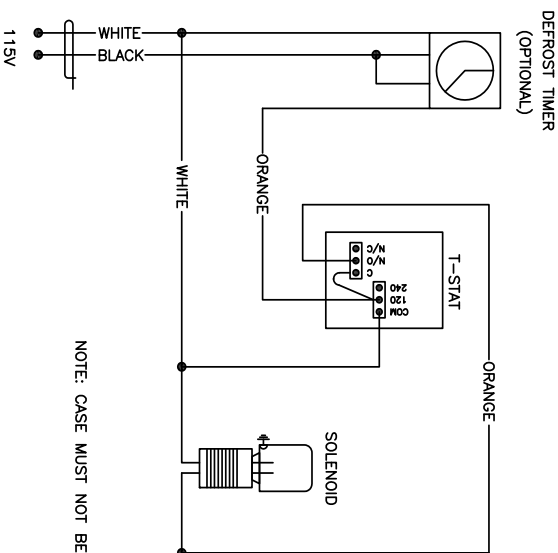 DEFROST TIMER
(OPTIONAL)
WHITE
BLACK
115V
ORANGE
WHITE
T-STAT
N/C
N/O
C
240
120
COM
ORANGE
SOLENOID
NOTE: CASE MUST NOT BE